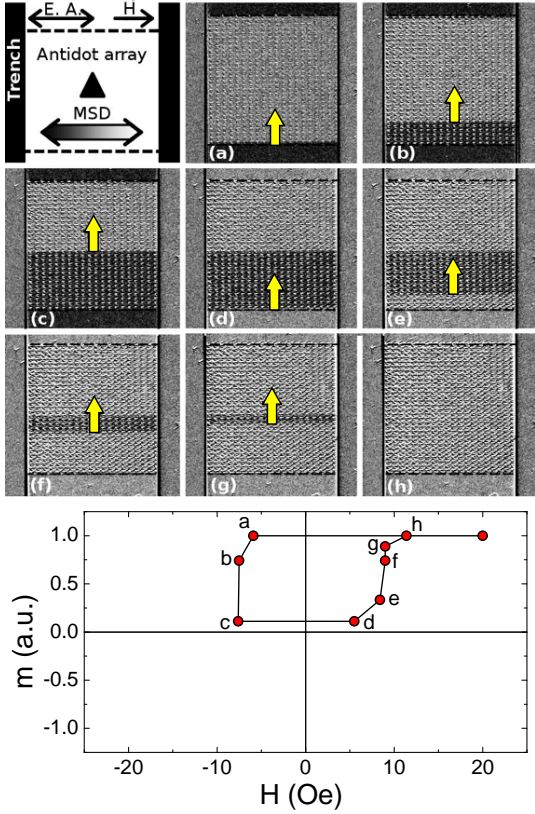 E. A.
H
Trench
Antidot array
MSD
(a)
(b)
(c)
(d)
(e)
(f)
(g)
(h)
a
h
g
b
f
e
c
d
1.0
0.5
0.0
-0.5
-1.0
m (a.u.)
-20
-10
0
10
20
H (Oe)